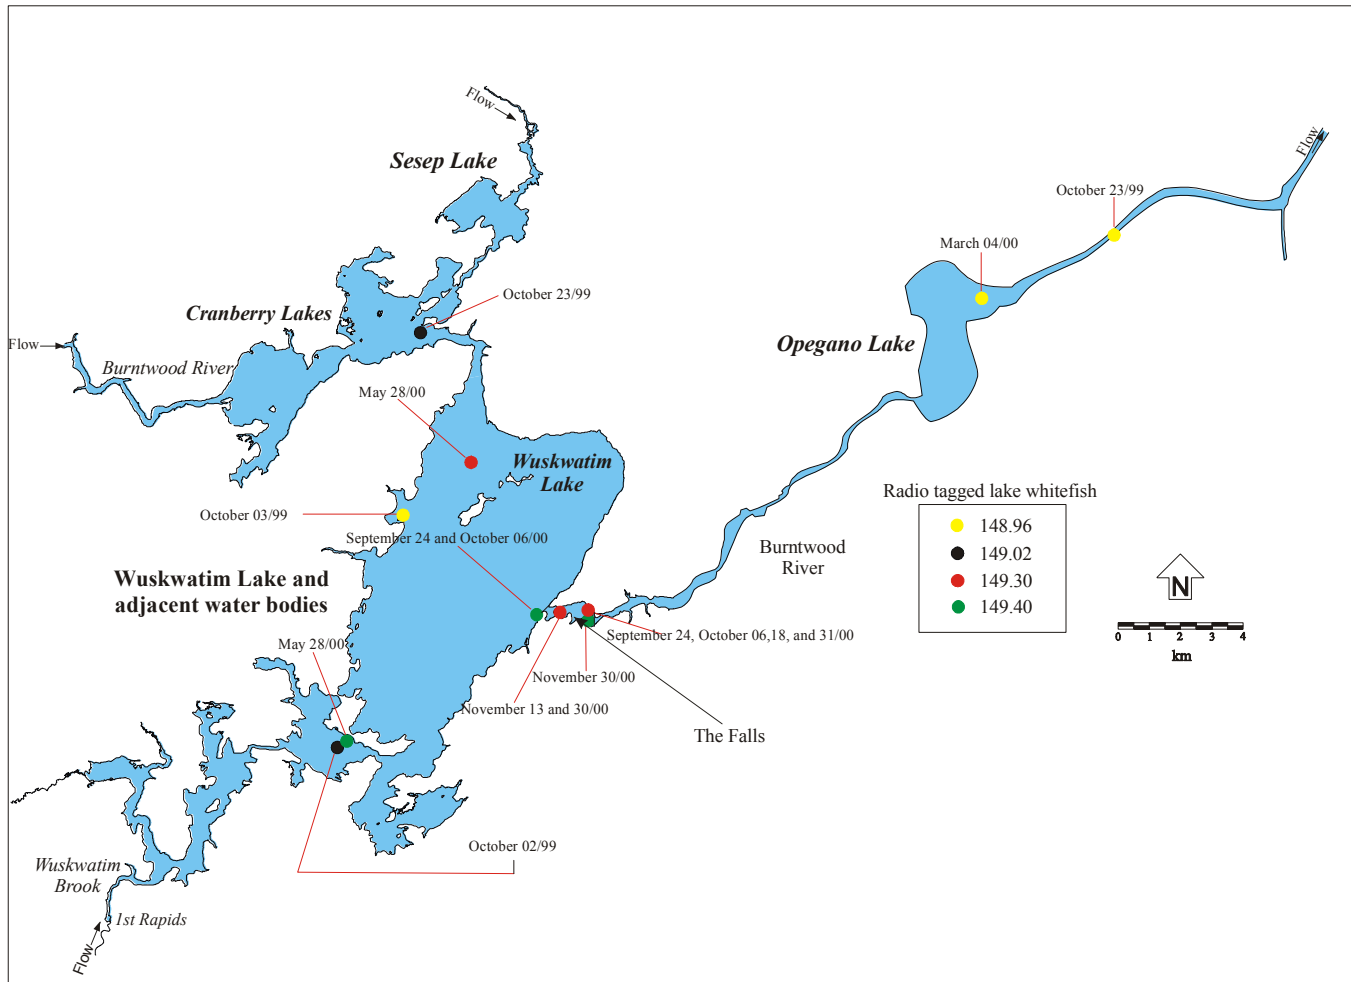 Flow
Sesep Lake
Flow
October 23/99
March 04/00
October 23/99
Cranberry Lakes
Flow
Burntwood River
Opegano Lake
May 28/00
Wuskwatim
Lake
October 03/99
September 24 and October 06/00
Radio tagged lake whitefish
148.96
149.02
149.30
149.40
Burntwood
River
N
Wuskwatim Lake and
adjacent water bodies
0 1 2 3 4
km
September 24, October 06,18, and 31/00
May 28/00
November 30/00
November 13 and 30/00
The Falls
October 02/99
Wuskwatim
Brook
1st Rapids
Flow